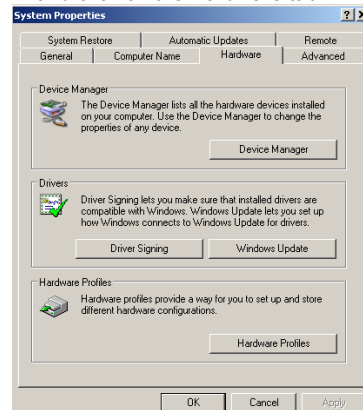 System Properties
System Restore Automatic Updates Remote
General Computer Name Hardware Advanced
Device Manager
The Device Manager lists all the hardware devices installed
on your computer. Use the Device Manager to change the
properties of any device.
Device Manager
Drivers
Driver Signing lets you make sure that installed drivers are
compatible with Windows. Windows Update lets you set up
how Windows connects to Windows Update for drivers.
Driver Signing Windows Update
Hardware Profiles
Hardware profiles provide a way for you to set up and store
different hardware configurations.
Hardware Profiles
OK Cancel Apply